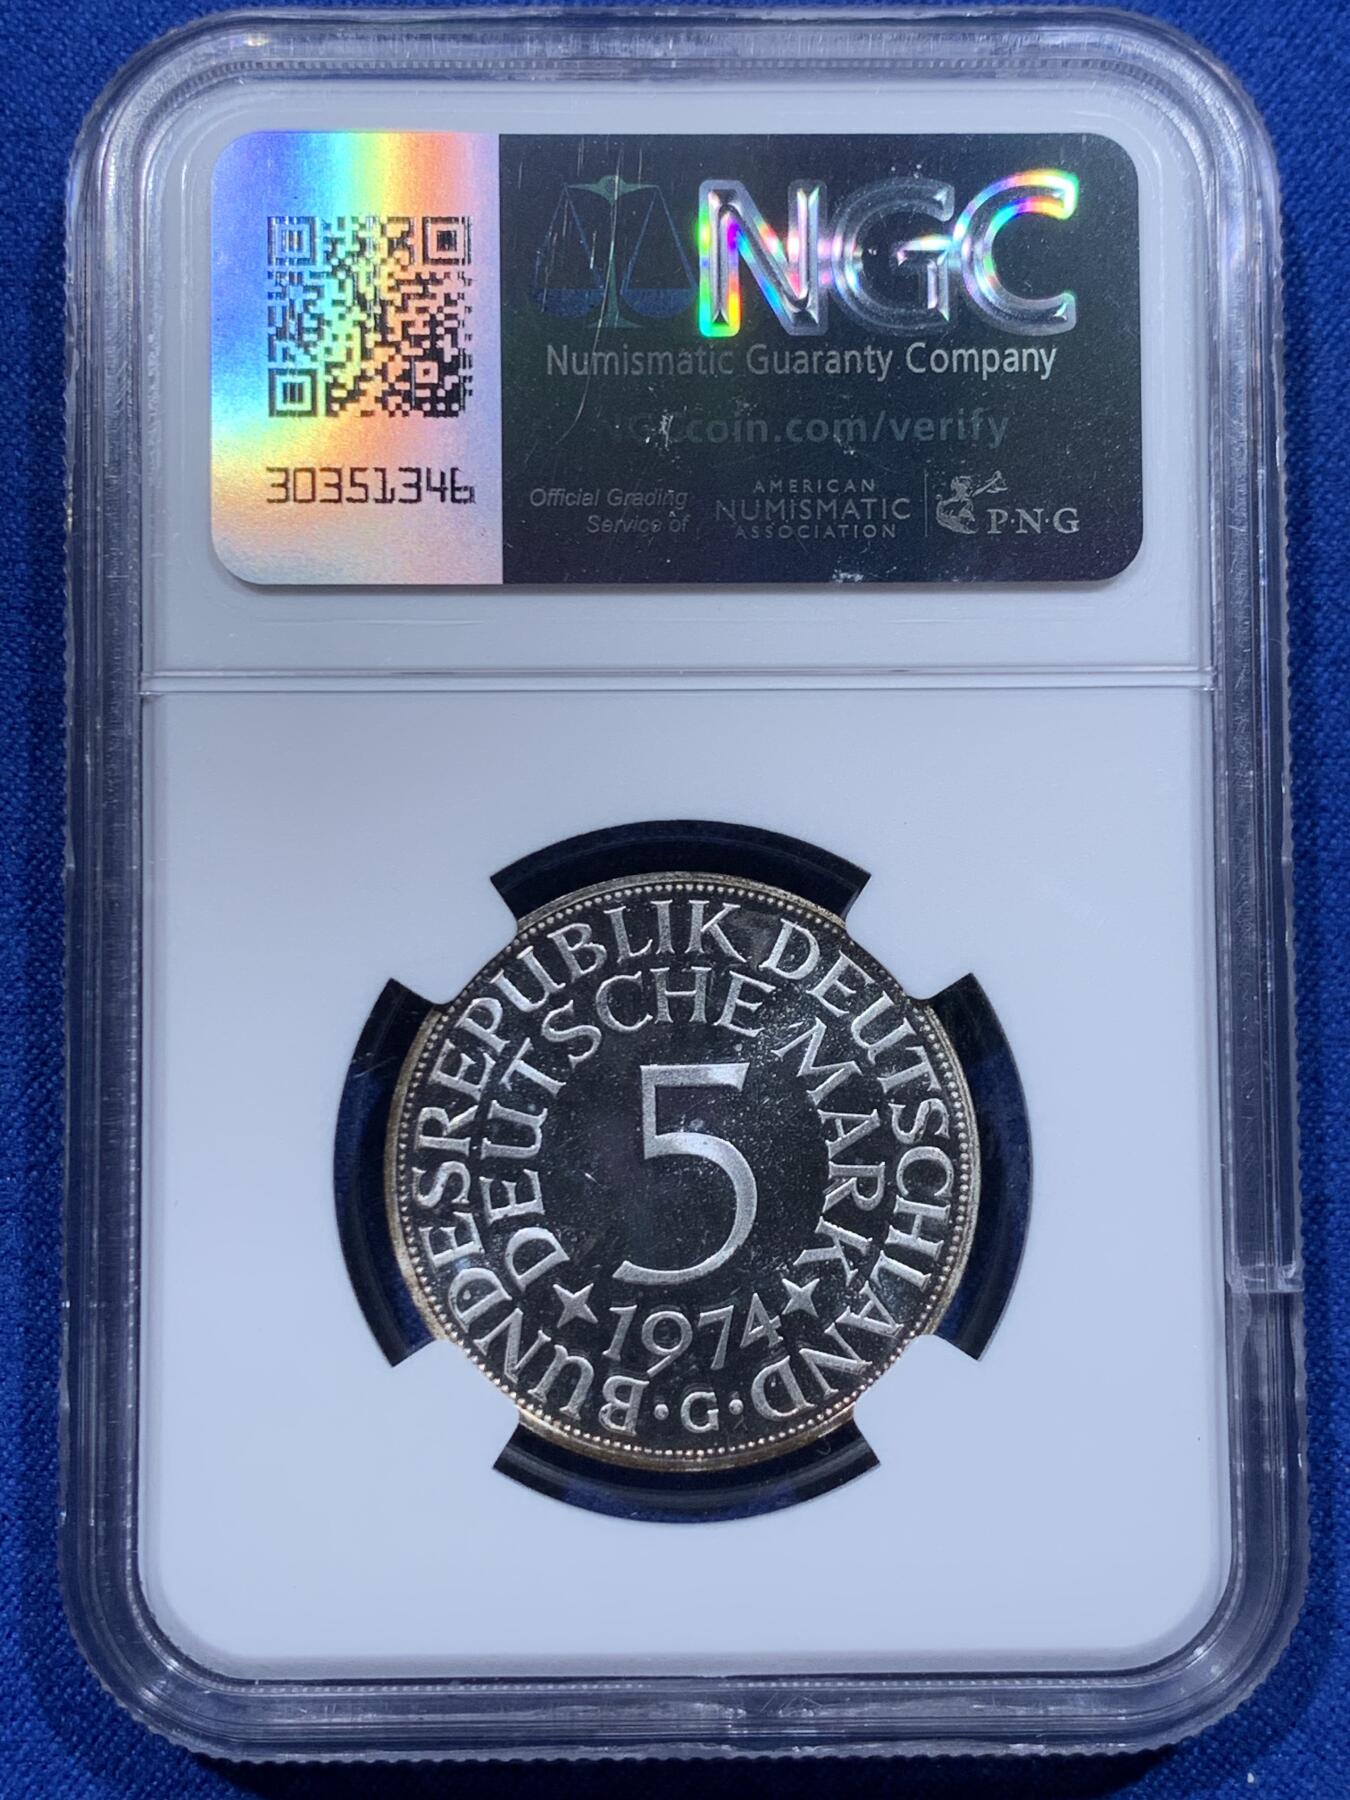 NGC
Numismatic Guaranty Company
NGCcoin.com/verify
30351346
Official Grading
Service of
AMERICAN
NUMISMATIC
ASSOCIATION
P·N·G
BUNDESREPUBLIK DEUTSCHLAND
DEUTSCHE MARK
5
1974
·G·